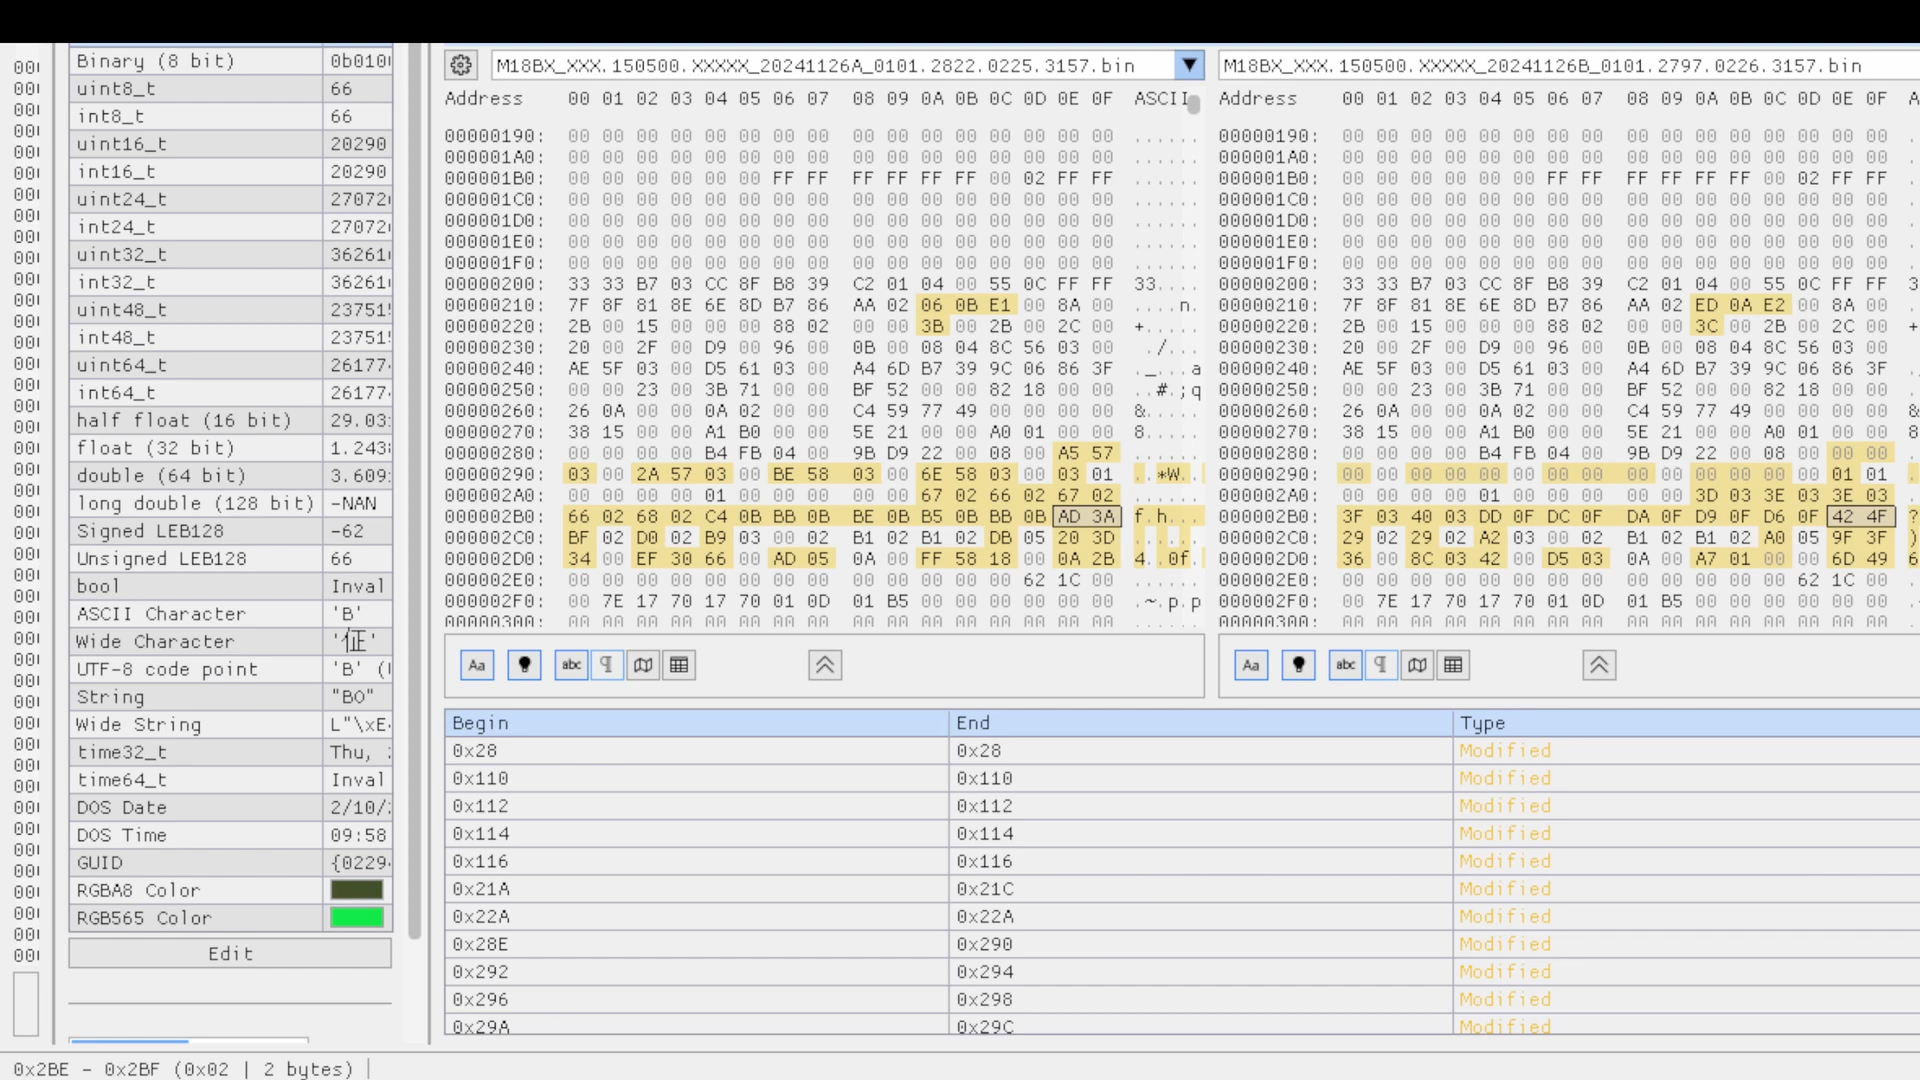 Binary (8 bit) 0b010
uint8_t 66
int8_t 66
uint16_t 20290
int16_t 20290
uint24_t 27072
int24_t 27072
uint32_t 36261
int32_t 36261
uint48_t 23751
int48_t 23751
uint64_t 26177
int64_t 26177
half float (16 bit) 29.03
float (32 bit) 1.243
double (64 bit) 3.609
long double (128 bit) -NAN
Signed LEB128 -62
Unsigned LEB128 66
bool Inval
ASCII Character 'B'
Wide Character
UTF-8 code point 'B' (
String "BO"
Wide String L"\xE
time32_t Thu,
time64_t Inval
DOS Date 2/10/
DOS Time 09:58
GUID {0229
RGBA8 Color
RGB565 Color
Edit
M18BX_XXX.150500.XXXXX_20241126A_0101.2822.0225.3157.bin
Address 00 01 02 03 04 05 06 07 08 09 0A 0B 0C 0D 0E 0F ASCII
00000190: 00 00 00 00 00 00 00 00 00 00 00 00 00 00 00 00 ......
000001A0: 00 00 00 00 00 00 00 00 00 00 00 00 00 00 00 00 ......
000001B0: 00 00 00 00 00 00 FF FF FF FF FF FF 00 02 FF FF ......
000001C0: 00 00 00 00 00 00 00 00 00 00 00 00 00 00 00 00 ......
000001D0: 00 00 00 00 00 00 00 00 00 00 00 00 00 00 00 00 ......
000001E0: 00 00 00 00 00 00 00 00 00 00 00 00 00 00 00 00 ......
000001F0: 00 00 00 00 00 00 00 00 00 00 00 00 00 00 00 00 ......
00000200: 33 33 B7 03 CC 8F B8 39 C2 01 04 00 55 0C FF FF 33....
00000210: 7F 8F 81 8E 6E 8D B7 86 AA 02 06 0B E1 00 8A 00 ....n.
00000220: 2B 00 15 00 00 00 88 02 00 00 3B 00 2B 00 2C 00 +.....
00000230: 20 00 2F 00 D9 00 96 00 0B 00 08 04 8C 56 03 00 ./...
00000240: AE 5F 03 00 D5 61 03 00 A4 6D B7 39 9C 06 86 3F ._...a
00000250: 00 00 23 00 3B 71 00 00 BF 52 00 00 82 18 00 00 ..#.;q
00000260: 26 0A 00 00 0A 02 00 00 C4 59 77 49 00 00 00 00 &.....
00000270: 38 15 00 00 A1 B0 00 00 5E 21 00 00 A0 01 00 00 8.....
00000280: 00 00 00 00 B4 FB 04 00 9B D9 22 00 08 00 A5 57 ......
00000290: 03 00 2A 57 03 00 BE 58 03 00 6E 58 03 00 03 01 ..*W..
000002A0: 00 00 00 00 01 00 00 00 00 00 67 02 66 02 67 02 ......
000002B0: 66 02 68 02 C4 0B BB 0B BE 0B B5 0B BB 0B AD 3A f.h...
000002C0: BF 02 D0 02 B9 03 00 02 B1 02 B1 02 DB 05 20 3D ......
000002D0: 34 00 EF 30 66 00 AD 05 0A 00 FF 58 18 00 0A 2B 4..0f.
000002E0: 00 00 00 00 00 00 00 00 00 00 00 00 00 62 1C 00 ......
000002F0: 00 7E 17 70 17 70 01 0D 01 B5 00 00 00 00 00 00 .~.p.p
M18BX_XXX.150500.XXXXX_20241126B_0101.2797.0226.3157.bin
Address 00 01 02 03 04 05 06 07 08 09 0A 0B 0C 0D 0E 0F A
00000190: 00 00 00 00 00 00 00 00 00 00 00 00 00 00 00 00 .
000001A0: 00 00 00 00 00 00 00 00 00 00 00 00 00 00 00 00 .
000001B0: 00 00 00 00 00 00 FF FF FF FF FF FF 00 02 FF FF .
000001C0: 00 00 00 00 00 00 00 00 00 00 00 00 00 00 00 00 .
000001D0: 00 00 00 00 00 00 00 00 00 00 00 00 00 00 00 00 .
000001E0: 00 00 00 00 00 00 00 00 00 00 00 00 00 00 00 00 .
000001F0: 00 00 00 00 00 00 00 00 00 00 00 00 00 00 00 00 .
00000200: 33 33 B7 03 CC 8F B8 39 C2 01 04 00 55 0C FF FF 3
00000210: 7F 8F 81 8E 6E 8D B7 86 AA 02 ED 0A E2 00 8A 00 .
00000220: 2B 00 15 00 00 00 88 02 00 00 3C 00 2B 00 2C 00 +
00000230: 20 00 2F 00 D9 00 96 00 0B 00 08 04 8C 56 03 00
00000240: AE 5F 03 00 D5 61 03 00 A4 6D B7 39 9C 06 86 3F .
00000250: 00 00 23 00 3B 71 00 00 BF 52 00 00 82 18 00 00 .
00000260: 26 0A 00 00 0A 02 00 00 C4 59 77 49 00 00 00 00 &
00000270: 38 15 00 00 A1 B0 00 00 5E 21 00 00 A0 01 00 00 8
00000280: 00 00 00 00 B4 FB 04 00 9B D9 22 00 08 00 00 00 .
00000290: 00 00 00 00 00 00 00 00 00 00 00 00 00 00 01 01 .
000002A0: 00 00 00 00 01 00 00 00 00 00 3D 03 3E 03 3E 03 .
000002B0: 3F 03 40 03 DD 0F DC 0F DA 0F D9 0F D6 0F 42 4F ?
000002C0: 29 02 29 02 A2 03 00 02 B1 02 B1 02 A0 05 9F 3F )
000002D0: 36 00 8C 03 42 00 D5 03 0A 00 A7 01 00 00 6D 49 6
000002E0: 00 00 00 00 00 00 00 00 00 00 00 00 00 62 1C 00 .
000002F0: 00 7E 17 70 17 70 01 0D 01 B5 00 00 00 00 00 00 .
Aa abc ¶
Aa abc ¶
Begin End Type
0x28 0x28 Modified
0x110 0x110 Modified
0x112 0x112 Modified
0x114 0x114 Modified
0x116 0x116 Modified
0x21A 0x21C Modified
0x22A 0x22A Modified
0x28E 0x290 Modified
0x292 0x294 Modified
0x296 0x298 Modified
0x29A 0x29C Modified
0x2BE - 0x2BF (0x02 | 2 bytes)